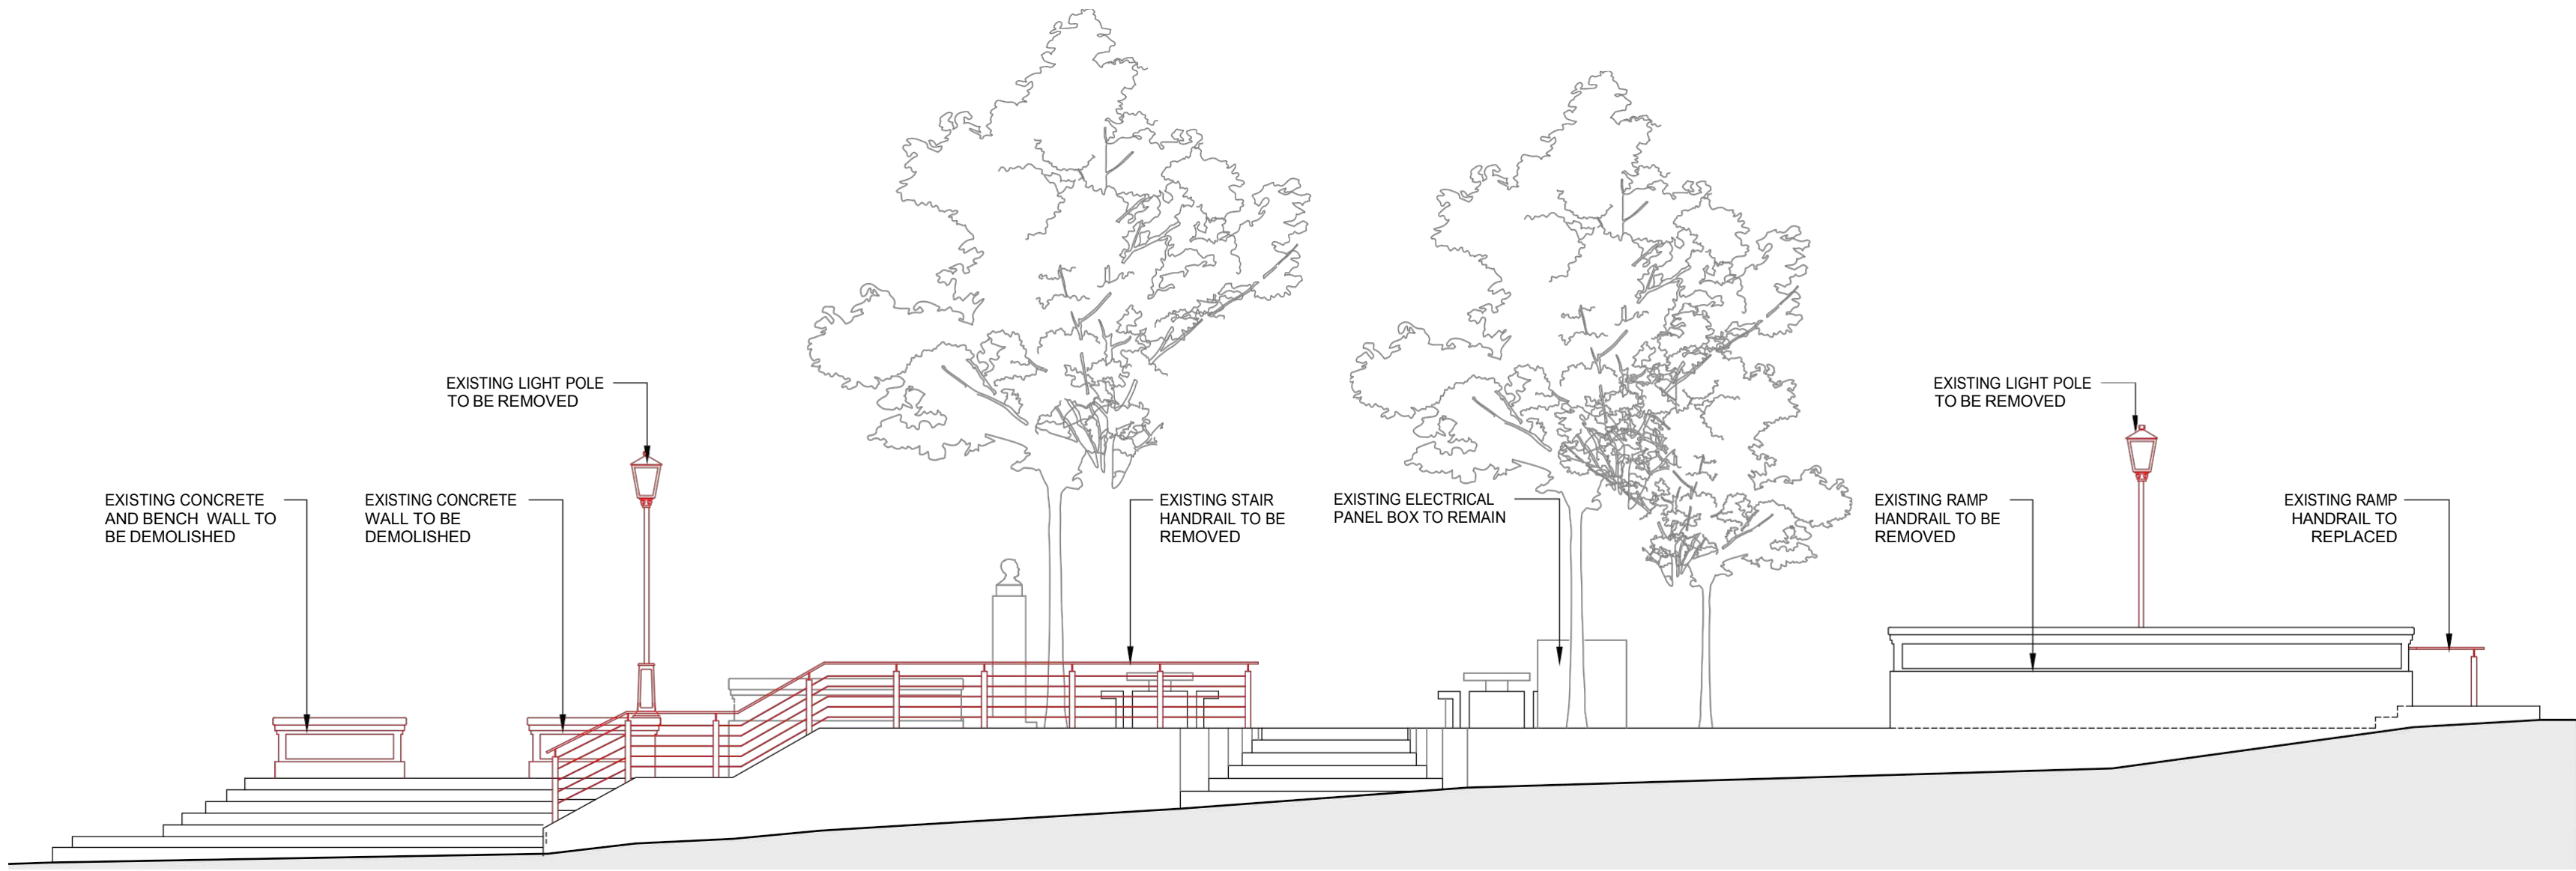 EXISTING LIGHT POLE
TO BE REMOVED
EXISTING LIGHT POLE
TO BE REMOVED
EXISTING CONCRETE
AND BENCH WALL TO
BE DEMOLISHED
EXISTING CONCRETE
WALL TO BE
DEMOLISHED
EXISTING STAIR
HANDRAIL TO BE
REMOVED
EXISTING ELECTRICAL
PANEL BOX TO REMAIN
EXISTING RAMP
HANDRAIL TO BE
REMOVED
EXISTING RAMP
HANDRAIL TO
REPLACED